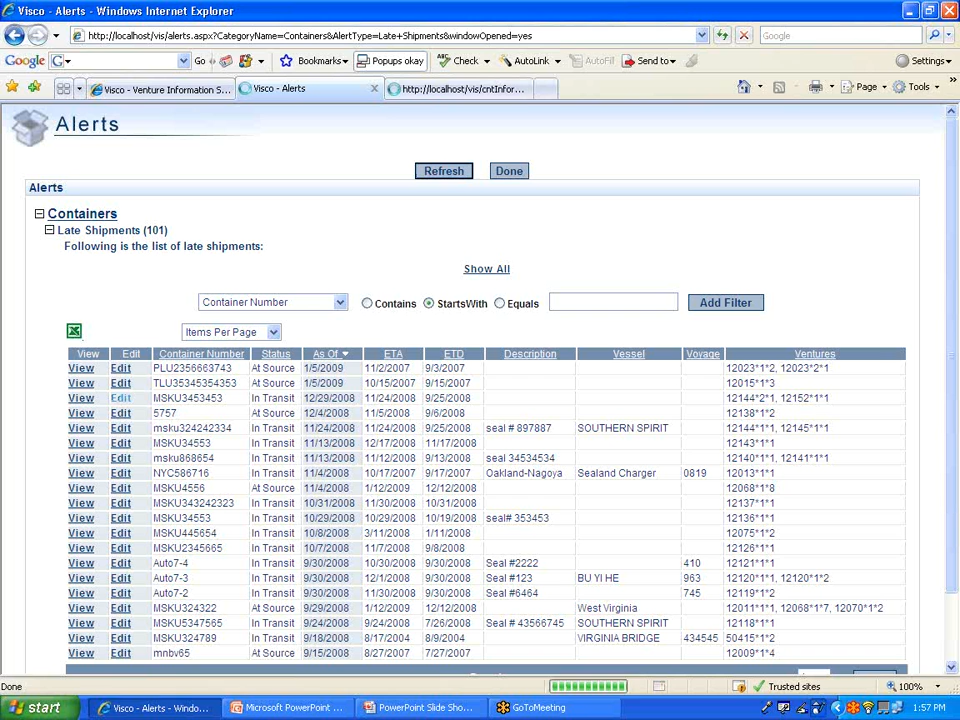 Visco - Alerts - Windows Internet Explorer
http://localhost/vis/alerts.aspx?CategoryName=Containers&AlertType=Late+Shipments&windowOpened=yes
Google
Google G Go Bookmarks Popups okay Check AutoLink AutoFill Send to Settings
Visco - Venture Information S... Visco - Alerts http://localhost/vis/cntInfor... Page Tools
Alerts
Refresh Done
Alerts
Containers
Late Shipments (101)
Following is the list of late shipments:
Show All
Container Number Contains StartsWith Equals Add Filter
Items Per Page
View Edit Container Number Status As Of ETA ETD Description Vessel Voyage Ventures
View Edit PLU2356663743 At Source 1/5/2009 11/2/2007 9/3/2007 12023*1*2, 12023*2*1
View Edit TLU35345354353 At Source 1/5/2009 10/15/2007 9/15/2007 12015*1*3
View Edit MSKU3453453 In Transit 12/29/2008 11/24/2008 9/25/2008 12144*2*1, 12152*1*1
View Edit 5757 At Source 12/4/2008 11/5/2008 9/6/2008 12138*1*2
View Edit msku324242334 In Transit 11/24/2008 11/24/2008 9/25/2008 seal # 897887 SOUTHERN SPIRIT 12144*1*1, 12145*1*1
View Edit MSKU34553 In Transit 11/13/2008 12/17/2008 11/17/2008 12143*1*1
View Edit msku868654 In Transit 11/13/2008 11/12/2008 9/13/2008 seal 34534534 12140*1*1, 12141*1*1
View Edit NYC586716 In Transit 11/4/2008 10/17/2007 9/17/2007 Oakland-Nagoya Sealand Charger 0819 12013*1*1
View Edit MSKU4556 At Source 11/4/2008 1/12/2009 12/12/2008 12068*1*8
View Edit MSKU343242323 In Transit 10/31/2008 11/30/2008 10/31/2008 12137*1*1
View Edit MSKU34553 In Transit 10/29/2008 10/29/2008 10/19/2008 seal# 353453 12136*1*1
View Edit MSKU445654 In Transit 10/8/2008 3/11/2008 1/11/2008 12075*1*2
View Edit MSKU2345665 In Transit 10/7/2008 11/7/2008 9/8/2008 12126*1*1
View Edit Auto7-4 In Transit 9/30/2008 10/30/2008 9/30/2008 Seal #2222 410 12121*1*1
View Edit Auto7-3 In Transit 9/30/2008 12/1/2008 9/30/2008 Seal #123 BU YI HE 963 12120*1*1, 12120*1*2
View Edit Auto7-2 In Transit 9/30/2008 11/30/2008 9/30/2008 Seal #6464 745 12119*1*2
View Edit MSKU324322 At Source 9/29/2008 1/12/2009 12/12/2008 West Virginia 12011*1*1, 12068*1*7, 12070*1*2
View Edit MSKU5347565 In Transit 9/24/2008 9/24/2008 7/26/2008 Seal # 43566745 SOUTHERN SPIRIT 12118*1*1
View Edit MSKU324789 In Transit 9/18/2008 8/17/2004 8/9/2004 VIRGINIA BRIDGE 434545 50415*1*2
View Edit mnbv65 At Source 9/15/2008 8/27/2007 7/27/2007 12009*1*4
Done Trusted sites 100%
start Visco - Alerts - Windo... Microsoft PowerPoint ... PowerPoint Slide Sho... GoToMeeting 1:57 PM